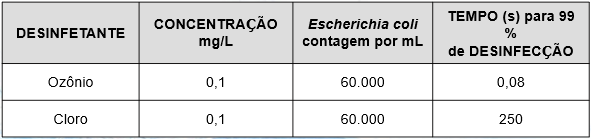 DESINFETANTE CONCENTRAÇÃO mg/L Escherichia coli contagem por mL TEMPO (s) para 99 % de DESINFECÇÃO
Ozônio 0,1 60.000 0,08
Cloro 0,1 60.000 250